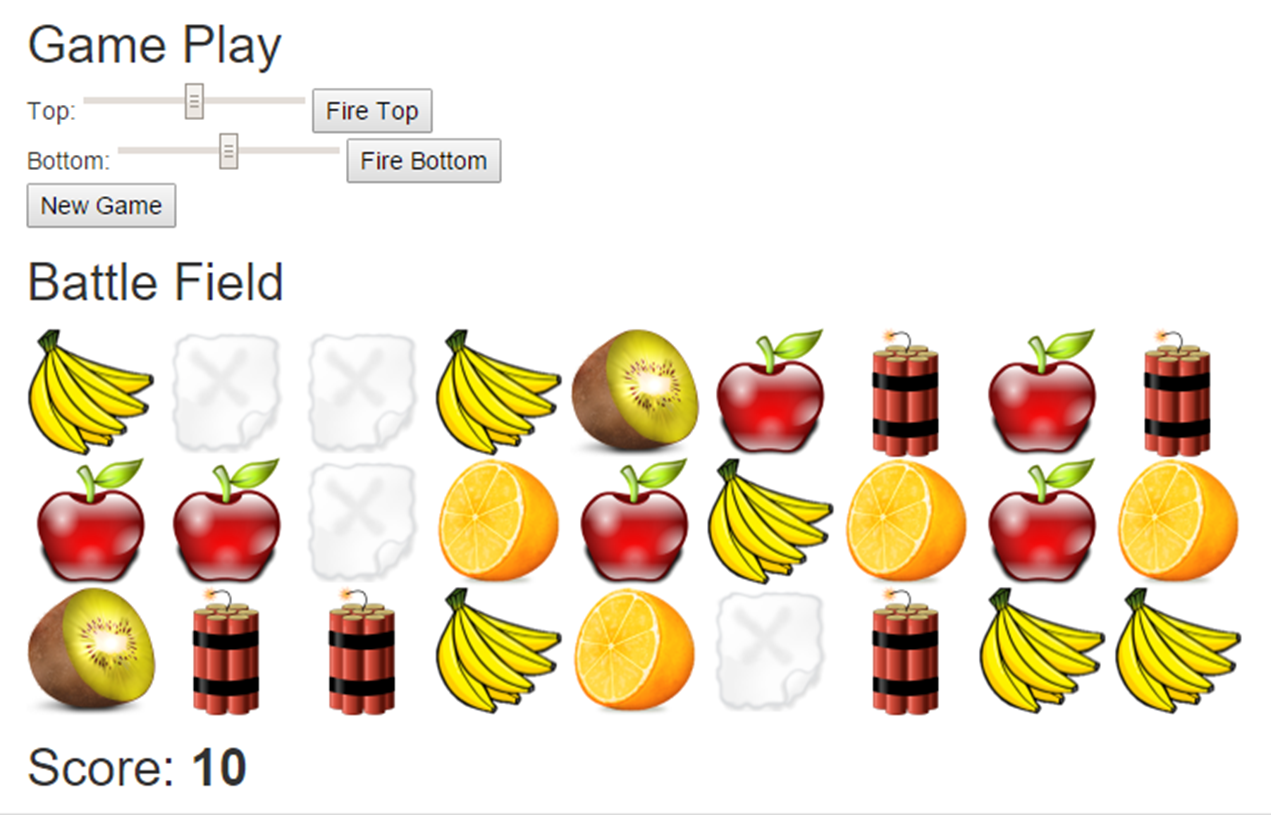 Game Play
Top: Fire Top
Bottom: Fire Bottom
New Game
Battle Field
Score: 10